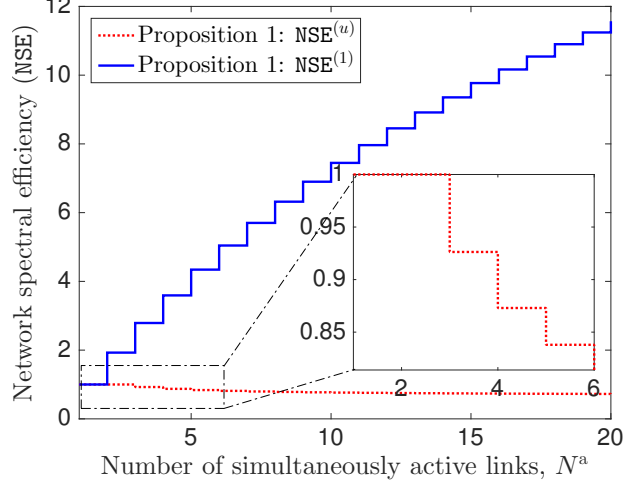 12
10
8
6
4
2
0
Network spectral efficiency (NSE)
Proposition 1: NSE^(u)
Proposition 1: NSE^(1)
1
0.95
0.9
0.85
2 4 6
5 10 15 20
Number of simultaneously active links, N^a